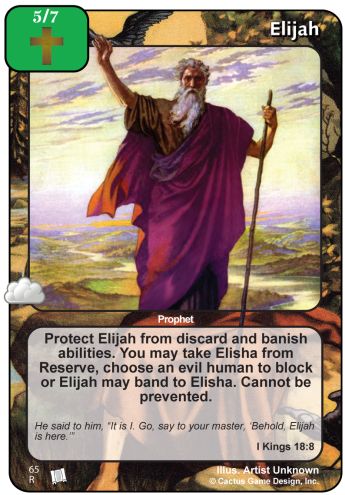 5/7
Elijah
Prophet
Protect Elijah from discard and banish
abilities. You may take Elisha from
Reserve, choose an evil human to block
or Elijah may band to Elisha. Cannot be
prevented.
He said to him, “It is I. Go, say to your master, ‘Behold, Elijah
is here.’”
I Kings 18:8
65
R
Illus. Artist Unknown
© Cactus Game Design, Inc.